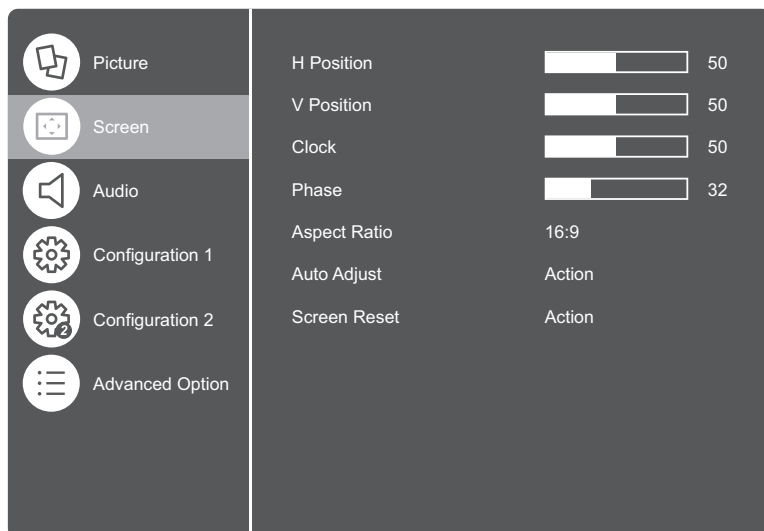 Picture
Screen
Audio
Configuration 1
Configuration 2
2
Advanced Option
H Position 50
V Position 50
Clock 50
Phase 32
Aspect Ratio 16:9
Auto Adjust Action
Screen Reset Action